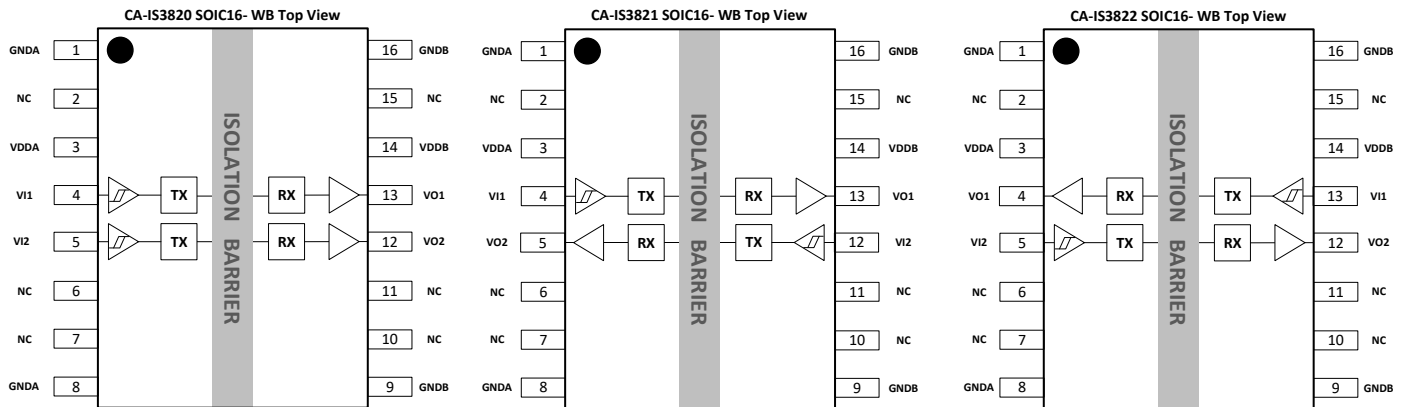 CA-IS3820 SOIC16- WB Top View
GNDA 1 16 GNDB
NC 2 15 NC
VDDA 3 14 VDDB
VI1 4 TX RX 13 VO1
VI2 5 TX RX 12 VO2
NC 6 11 NC
NC 7 10 NC
GNDA 8 9 GNDB
ISOLATION BARRIER
CA-IS3821 SOIC16- WB Top View
GNDA 1 16 GNDB
NC 2 15 NC
VDDA 3 14 VDDB
VI1 4 TX RX 13 VO1
VO2 5 RX TX 12 VI2
NC 6 11 NC
NC 7 10 NC
GNDA 8 9 GNDB
ISOLATION BARRIER
CA-IS3822 SOIC16- WB Top View
GNDA 1 16 GNDB
NC 2 15 NC
VDDA 3 14 VDDB
VO1 4 RX TX 13 VI1
VI2 5 TX RX 12 VO2
NC 6 11 NC
NC 7 10 NC
GNDA 8 9 GNDB
ISOLATION BARRIER